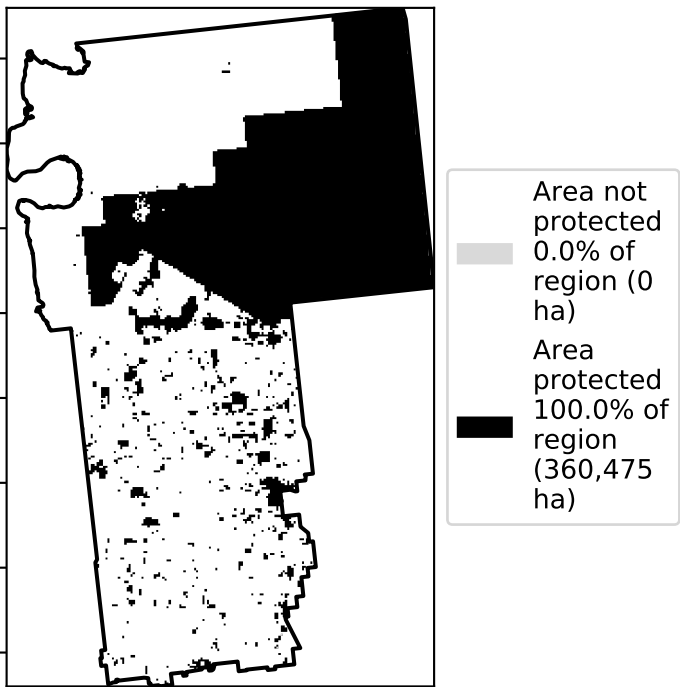 Area not
protected
0.0% of
region (0
ha)
Area
protected
100.0% of
region
(360,475
ha)